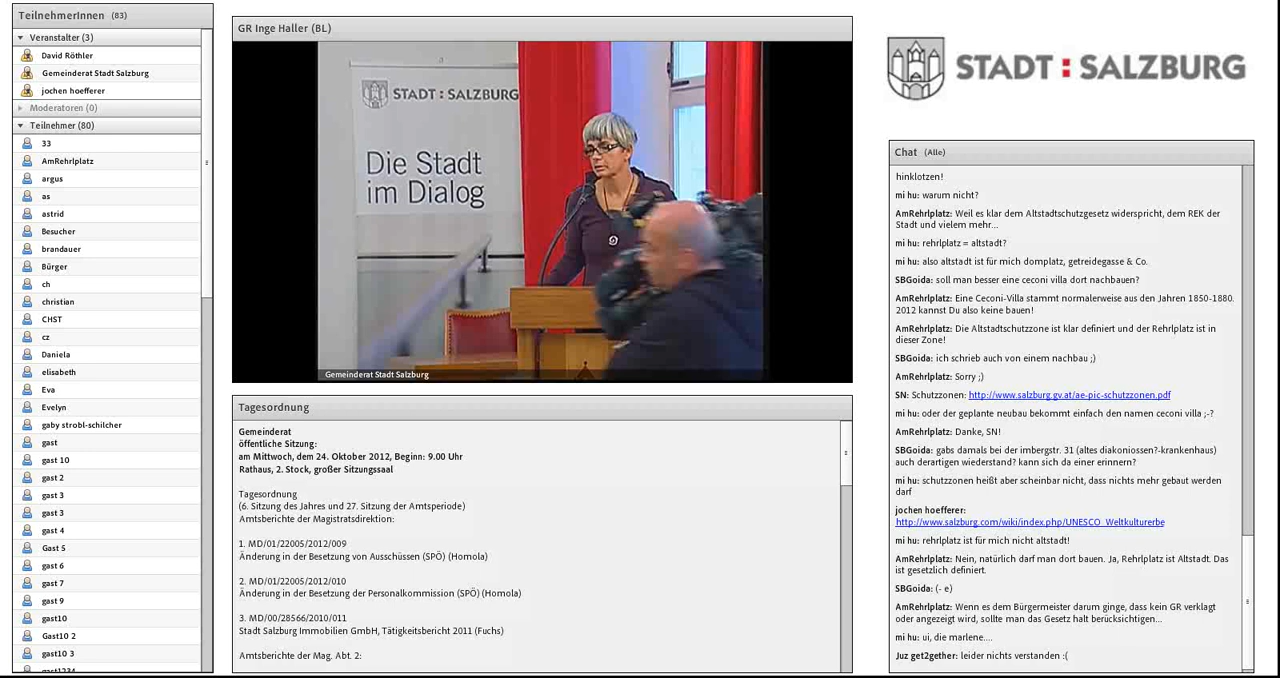 TeilnehmerInnen (83)
Veranstalter (3)
David Röthler
Gemeinderat Stadt Salzburg
jochen hoefferer
Moderatoren (0)
Teilnehmer (80)
33
AmRehrlplatz
argus
as
astrid
Besucher
brandauer
Bürger
ch
christian
CHST
cz
Daniela
elisabeth
Eva
Evelyn
gaby strobl-schilcher
gast
gast 10
gast 2
gast 3
gast 3
gast 4
Gast 5
gast 6
gast 7
gast 9
gast10
Gast10 2
gast10 3
gast1234
GR Inge Haller (BL)
STADT : SALZBURG
Die Stadt
im Dialog
Gemeinderat Stadt Salzburg
Tagesordnung
Gemeinderat
öffentliche Sitzung:
am Mittwoch, dem 24. Oktober 2012, Beginn: 9.00 Uhr
Rathaus, 2. Stock, großer Sitzungssaal
Tagesordnung
(6. Sitzung des Jahres und 27. Sitzung der Amtsperiode)
Amtsberichte der Magistratsdirektion:
1. MD/01/22005/2012/009
Änderung in der Besetzung von Ausschüssen (SPÖ) (Homola)
2. MD/01/22005/2012/010
Änderung in der Besetzung der Personalkommission (SPÖ) (Homola)
3. MD/00/28566/2010/011
Stadt Salzburg Immobilien GmbH, Tätigkeitsbericht 2011 (Fuchs)
Amtsberichte der Mag. Abt. 2:
STADT : SALZBURG
Chat (Alle)
hinklotzen!
mi hu: warum nicht?
AmRehrlplatz: Weil es klar dem Altstadtschutzgesetz widerspricht, dem REK der
Stadt und vielem mehr...
mi hu: rehrlplatz = altstadt?
mi hu: also altstadt ist für mich domplatz, getreidegasse & Co.
SBGoida: soll man besser eine ceconi villa dort nachbauen?
AmRehrlplatz: Eine Ceconi-Villa stammt normalerweise aus den Jahren 1850-1880.
2012 kannst Du also keine bauen!
AmRehrlplatz: Die Altstadtschutzzone ist klar definiert und der Rehrlplatz ist in
dieser Zone!
SBGoida: ich schrieb auch von einem nachbau ;)
AmRehrlplatz: Sorry ;)
SN: Schutzzonen: http://www.salzburg.gv.at/ae-pic-schutzzonen.pdf
mi hu: oder der geplante neubau bekommt einfach den namen ceconi villa ;-?
AmRehrlplatz: Danke, SN!
SBGoida: gabs damals bei der imbergstr. 31 (altes diakoniossen?-krankenhaus)
auch derartigen wiederstand? kann sich da einer erinnern?
mi hu: schutzzonen heißt aber scheinbar nicht, dass nichts mehr gebaut werden
darf
jochen hoefferer:
http://www.salzburg.com/wiki/index.php/UNESCO_Weltkulturerbe
mi hu: rehrlplatz ist für mich nicht altstadt!
AmRehrlplatz: Nein, natürlich darf man dort bauen. Ja, Rehrlplatz ist Altstadt. Das
ist gesetzlich definiert.
SBGoida: (- e)
AmRehrlplatz: Wenn es dem Bürgermeister darum ginge, dass kein GR verklagt
oder angezeigt wird, sollte man das Gesetz halt berücksichtigen...
mi hu: ui, die marlene....
Juz get2gether: leider nichts verstanden :(